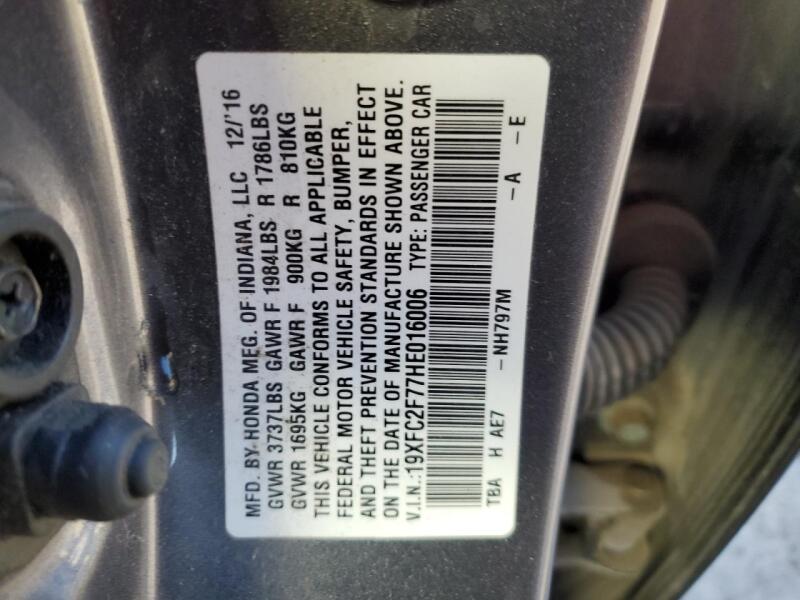 MFD. BY HONDA MFG. OF INDIANA, LLC 12/'16
GVWR 3737LBS GAWR F 1984LBS R 1786LBS
GVWR 1695KG GAWR F 900KG R 810KG
THIS VEHICLE CONFORMS TO ALL APPLICABLE
FEDERAL MOTOR VEHICLE SAFETY, BUMPER,
AND THEFT PREVENTION STANDARDS IN EFFECT
ON THE DATE OF MANUFACTURE SHOWN ABOVE.
V.I.N.:19XFC2F77HE016006 TYPE: PASSENGER CAR
TBA H AE7 -NH797M -A -E